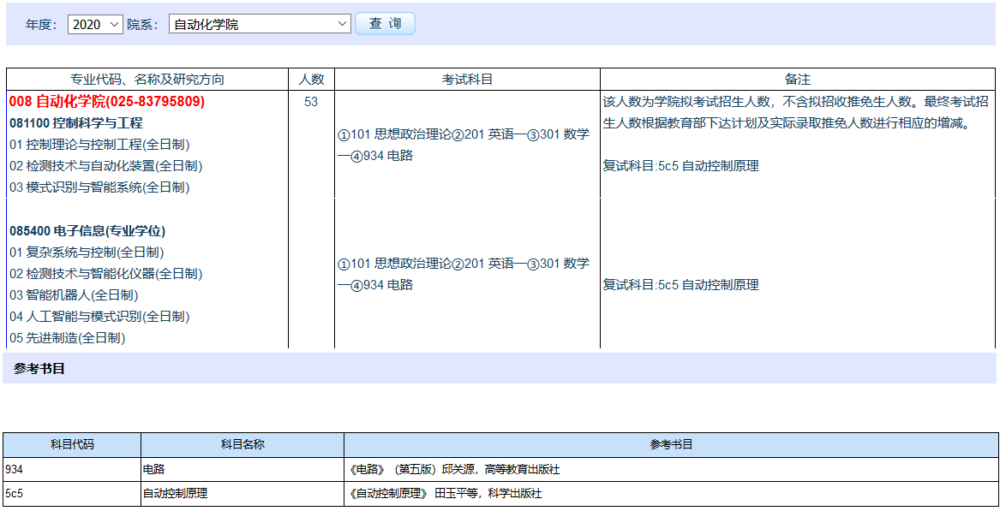 年度： 2020 院系： 自动化学院 查 询
专业代码、名称及研究方向 人数 考试科目 备注
008 自动化学院(025-83795809) 53 该人数为学院拟考试招生人数，不含拟招收推免生人数。最终考试招
081100 控制科学与工程 生人数根据教育部下达计划及实际录取推免人数进行相应的增减。
①101 思想政治理论②201 英语一③301 数学
01 控制理论与控制工程(全日制)
一④934 电路
02 检测技术与自动化装置(全日制) 复试科目:5c5 自动控制原理
03 模式识别与智能系统(全日制)
085400 电子信息(专业学位)
01 复杂系统与控制(全日制)
①101 思想政治理论②201 英语一③301 数学
02 检测技术与智能化仪器(全日制)
一④934 电路 复试科目:5c5 自动控制原理
03 智能机器人(全日制)
04 人工智能与模式识别(全日制)
05 先进制造(全日制)
参考书目
科目代码 科目名称 参考书目
934 电路 《电路》（第五版）邱关源，高等教育出版社
5c5 自动控制原理 《自动控制原理》 田玉平等，科学出版社